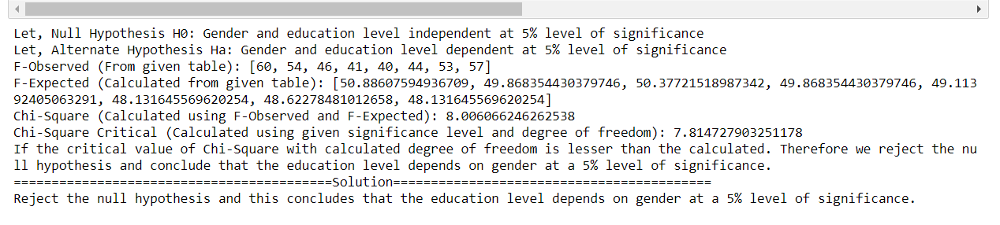 Let, Null Hypothesis H0: Gender and education level independent at 5% level of significance
Let, Alternate Hypothesis Ha: Gender and education level dependent at 5% level of significance
F-Observed (From given table): [60, 54, 46, 41, 40, 44, 53, 57]
F-Expected (Calculated from given table): [50.88607594936709, 49.868354430379746, 50.37721518987342, 49.868354430379746, 49.113
92405063291, 48.131645569620254, 48.62278481012658, 48.131645569620254]
Chi-Square (Calculated using F-Observed and F-Expected): 8.006066246262538
Chi-Square Critical (Calculated using given significance level and degree of freedom): 7.814727903251178
If the critical value of Chi-Square with calculated degree of freedom is lesser than the calculated. Therefore we reject the nu
ll hypothesis and conclude that the education level depends on gender at a 5% level of significance.
==========================================Solution==========================================
Reject the null hypothesis and this concludes that the education level depends on gender at a 5% level of significance.